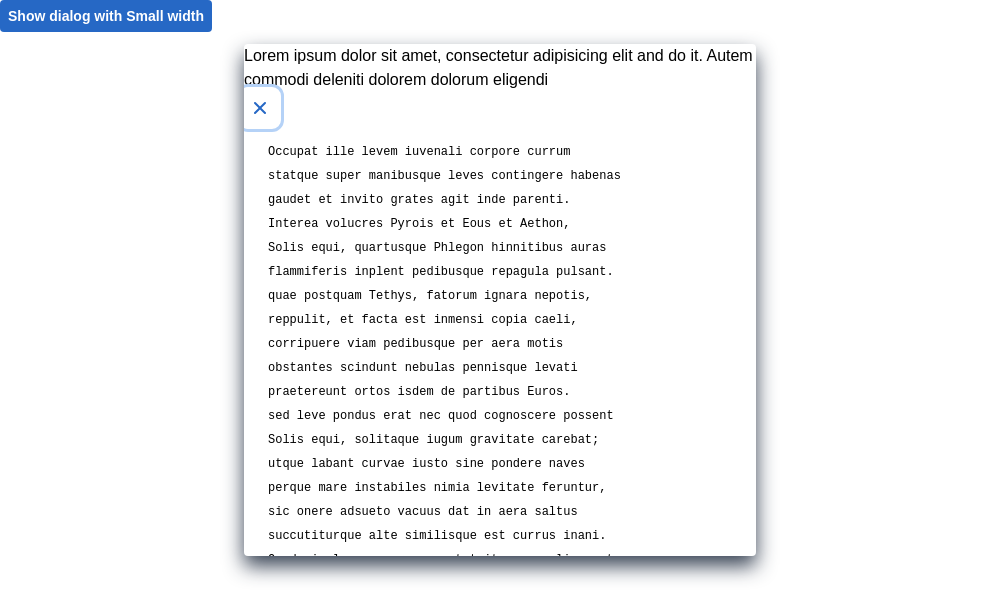 Show dialog with Small width
Lorem ipsum dolor sit amet, consectetur adipisicing elit and do it. Autem
commodi deleniti dolorem dolorum eligendi
Occupat ille levem iuvenali corpore currum
statque super manibusque leves contingere habenas
gaudet et invito grates agit inde parenti.
Interea volucres Pyrois et Eous et Aethon,
Solis equi, quartusque Phlegon hinnitibus auras
flammiferis inplent pedibusque repagula pulsant.
quae postquam Tethys, fatorum ignara nepotis,
reppulit, et facta est inmensi copia caeli,
corripuere viam pedibusque per aera motis
obstantes scindunt nebulas pennisque levati
praetereunt ortos isdem de partibus Euros.
sed leve pondus erat nec quod cognoscere possent
Solis equi, solitaque iugum gravitate carebat;
utque labant curvae iusto sine pondere naves
perque mare instabiles nimia levitate feruntur,
sic onere adsueto vacuus dat in aera saltus
succutiturque alte similisque est currus inani.